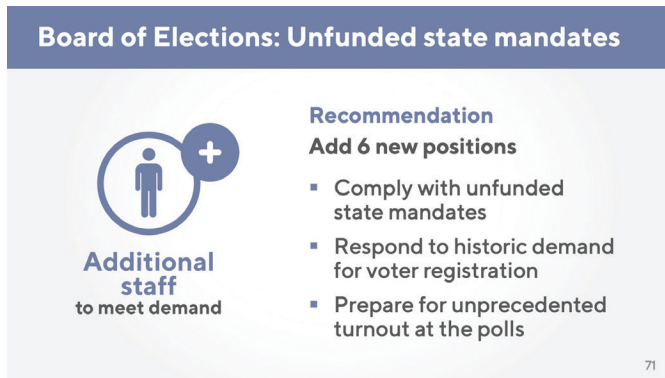 Board of Elections: Unfunded state mandates
Additional
staff
to meet demand
Recommendation
Add 6 new positions
▪ Comply with unfunded
state mandates
▪ Respond to historic demand
for voter registration
▪ Prepare for unprecedented
turnout at the polls
71